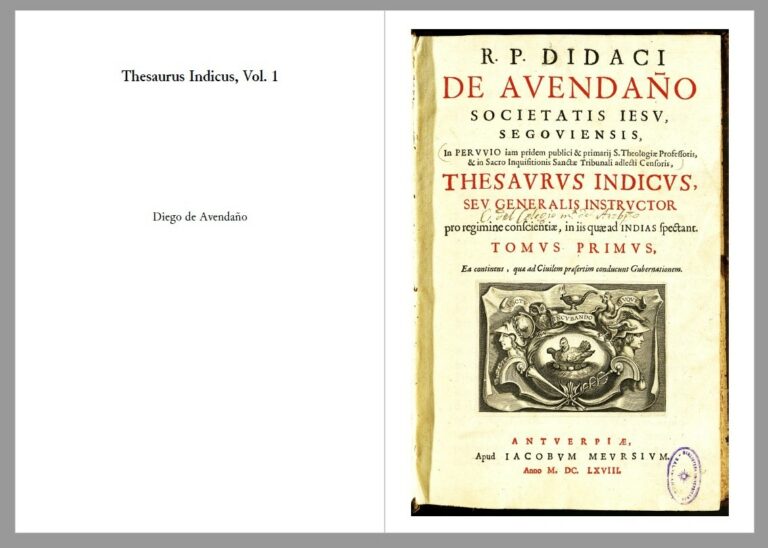 Thesaurus Indicus, Vol. 1
Diego de Avendaño
R. P. DIDACI
DE AVENDAÑO
SOCIETATIS IESV,
SEGOVIENSIS,
In PERVVIO iam pridem publici & primarij S. Theologiæ Professoris,
& in Sacro Inquisitionis Sanctæ Tribunali adlecti Censoris,
THESAVRVS INDICVS,
SEV GENERALIS INSTRVCTOR
del Colegio
pro regimine conscientiæ, in iis quæ ad INDIAS spectant.
TOMVS PRIMVS,
Ea continens, quæ ad Ciuilem præsertim conducunt Gubernationem.
ANTVERPIÆ,
Apud IACOBVM MEVRSIVM.
Anno M. DC. LXVIII.